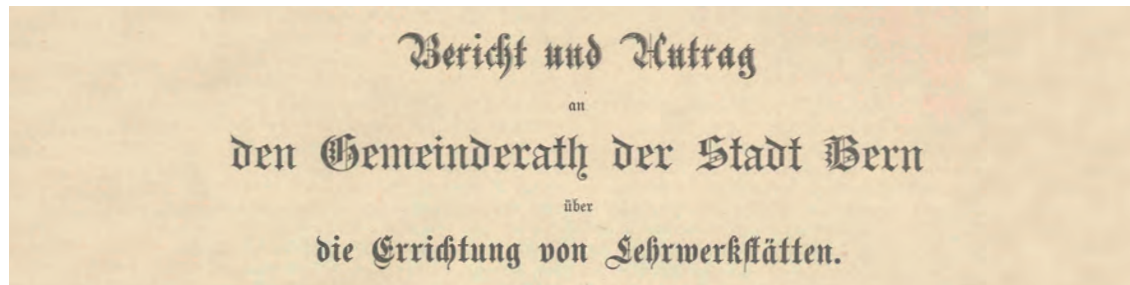 Bericht und Antrag
an
den Gemeinderath der Stadt Bern
über
die Errichtung von Lehrwerkstätten.